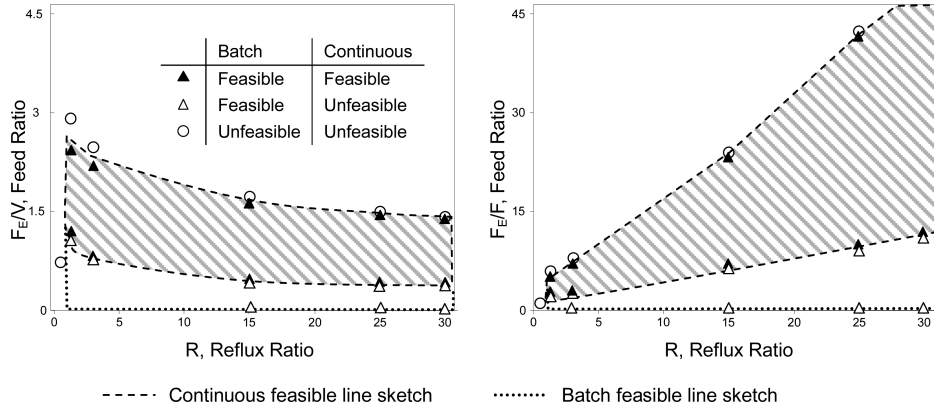 4.5
3
1.5
0
F_E/V, Feed Ratio
0 5 10 15 20 25 30
R, Reflux Ratio
Batch Continuous
Feasible Feasible
Feasible Unfeasible
Unfeasible Unfeasible
45
30
15
0
F_E/F, Feed Ratio
0 5 10 15 20 25 30
R, Reflux Ratio
Continuous feasible line sketch
Batch feasible line sketch